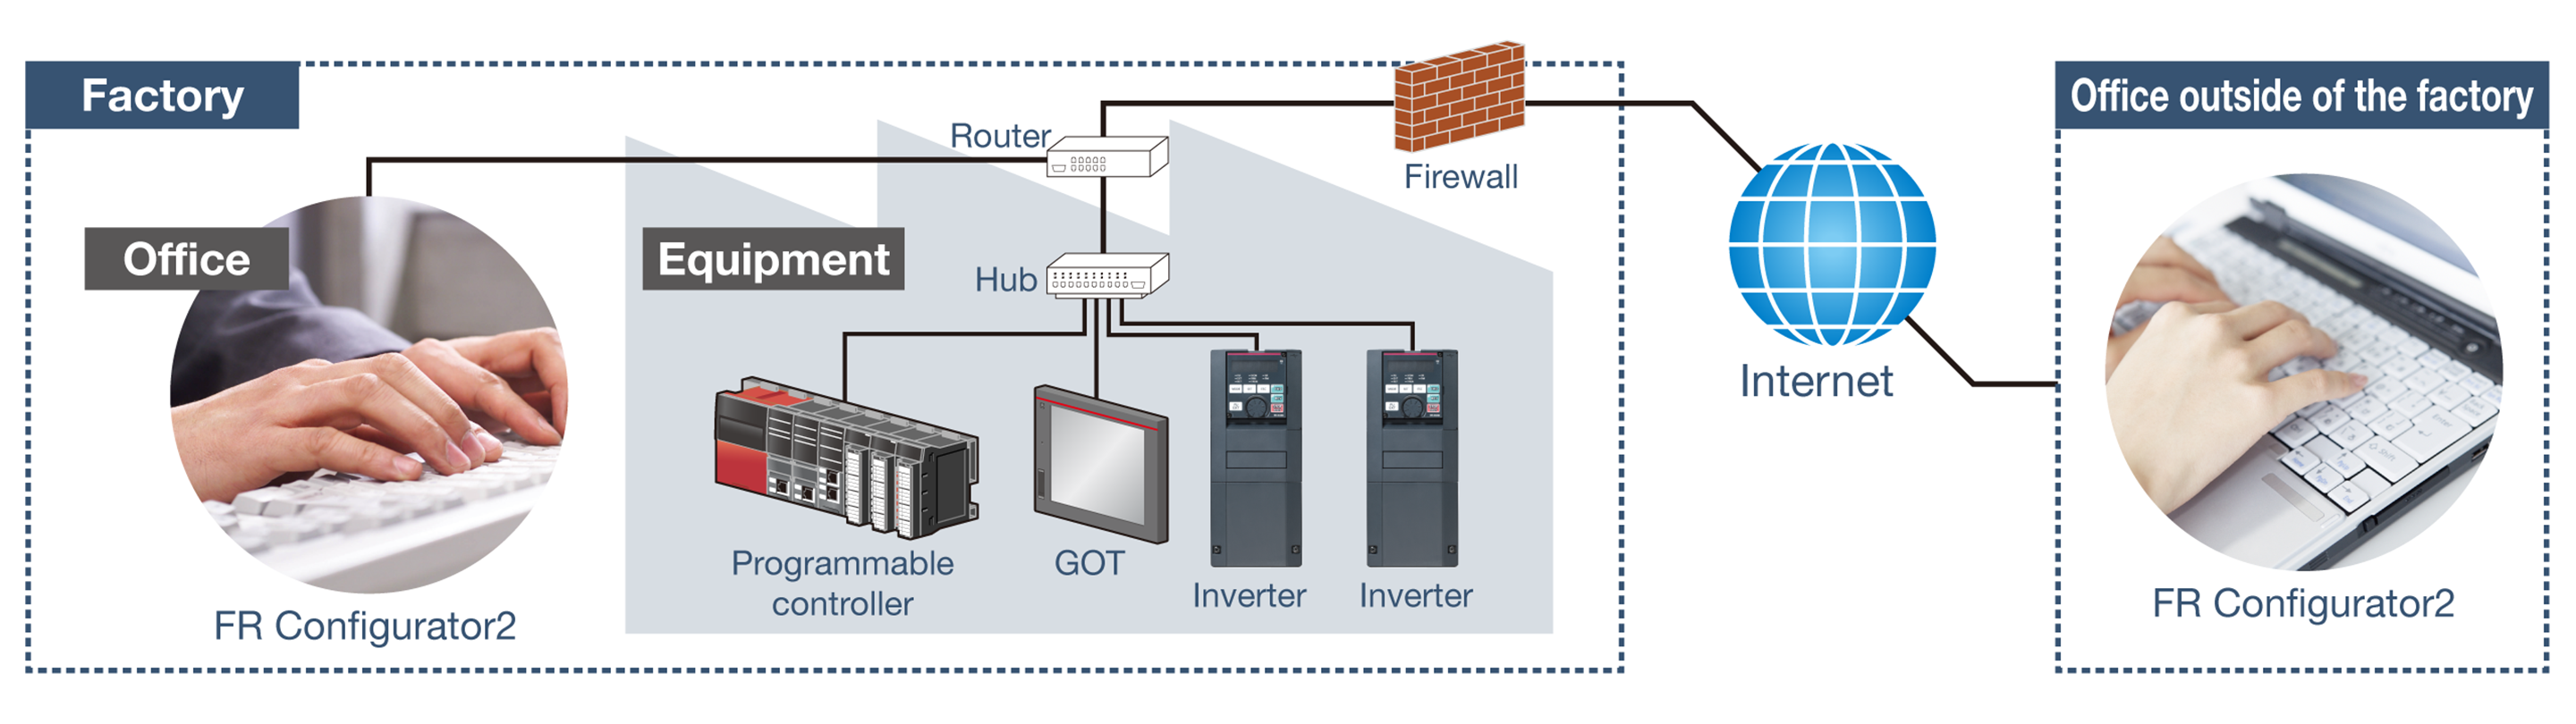 Factory
Office outside of the factory
Router
Firewall
Office
Equipment
Hub
Internet
Programmable
controller
GOT
Inverter
Inverter
FR Configurator2
FR Configurator2